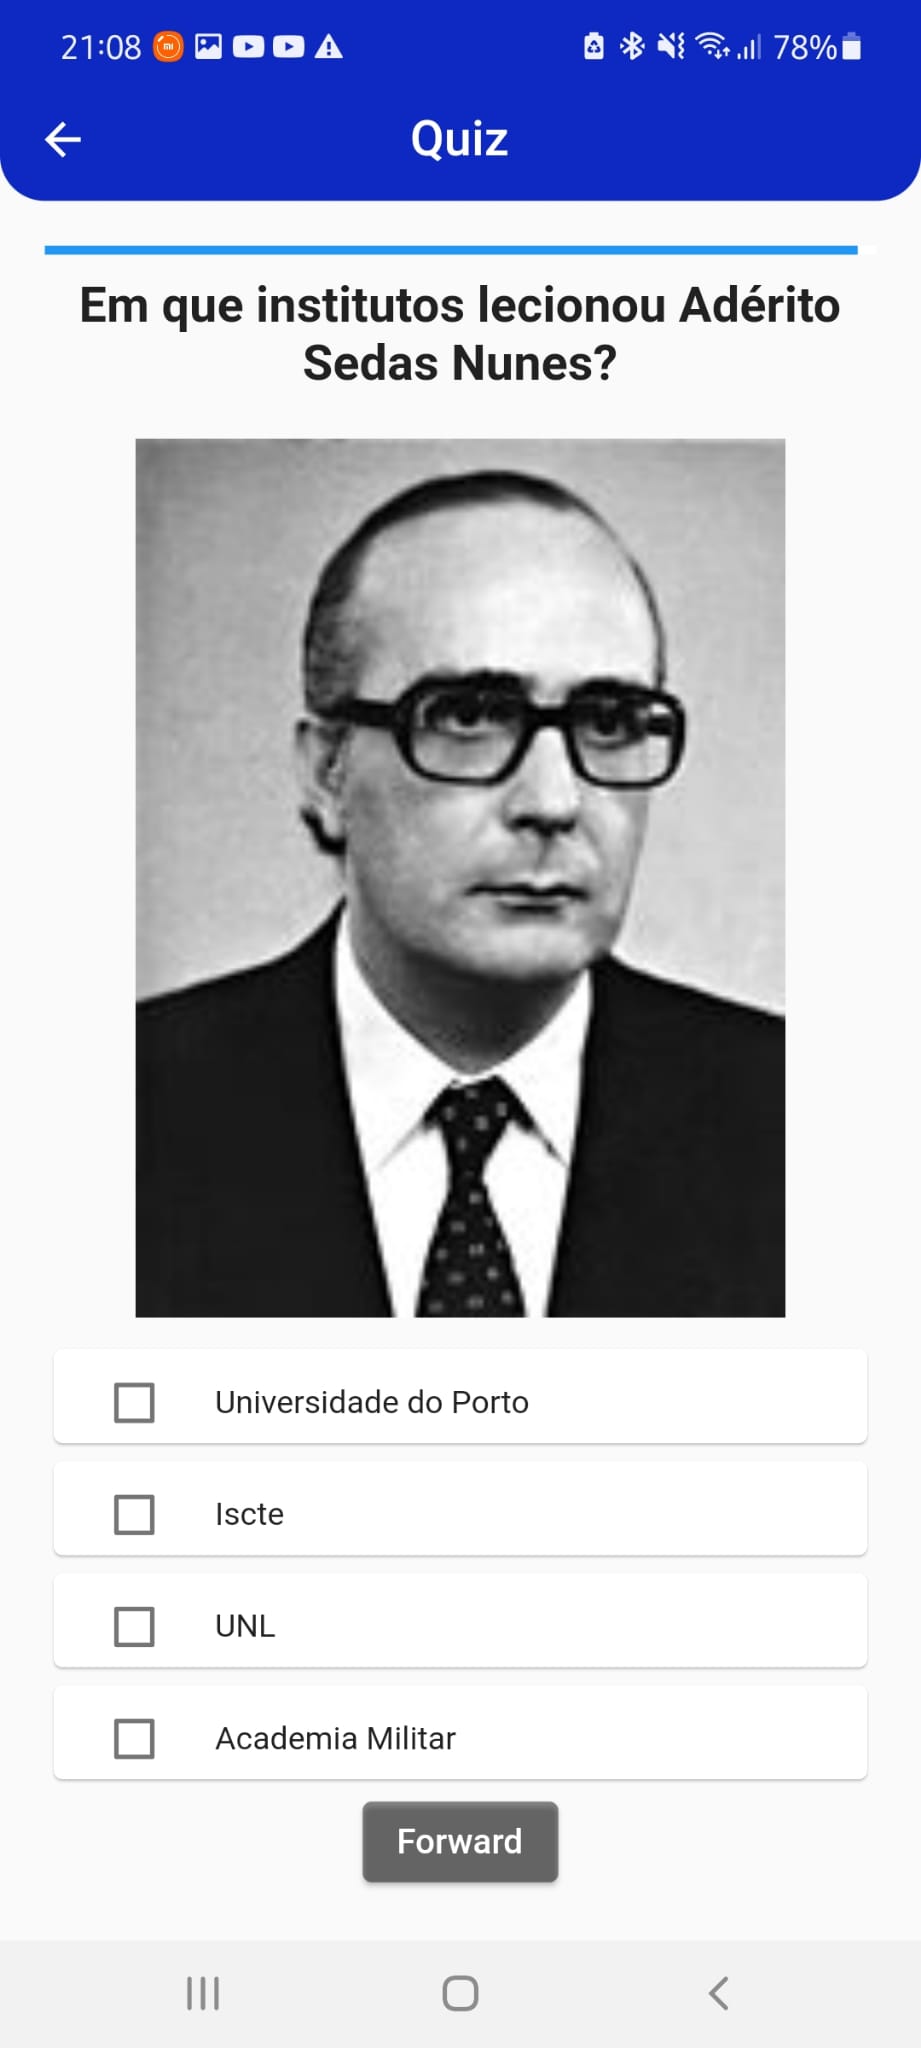 21:08
78%
Quiz
Em que institutos lecionou Adérito
Sedas Nunes?
Universidade do Porto
Iscte
UNL
Academia Militar
Forward